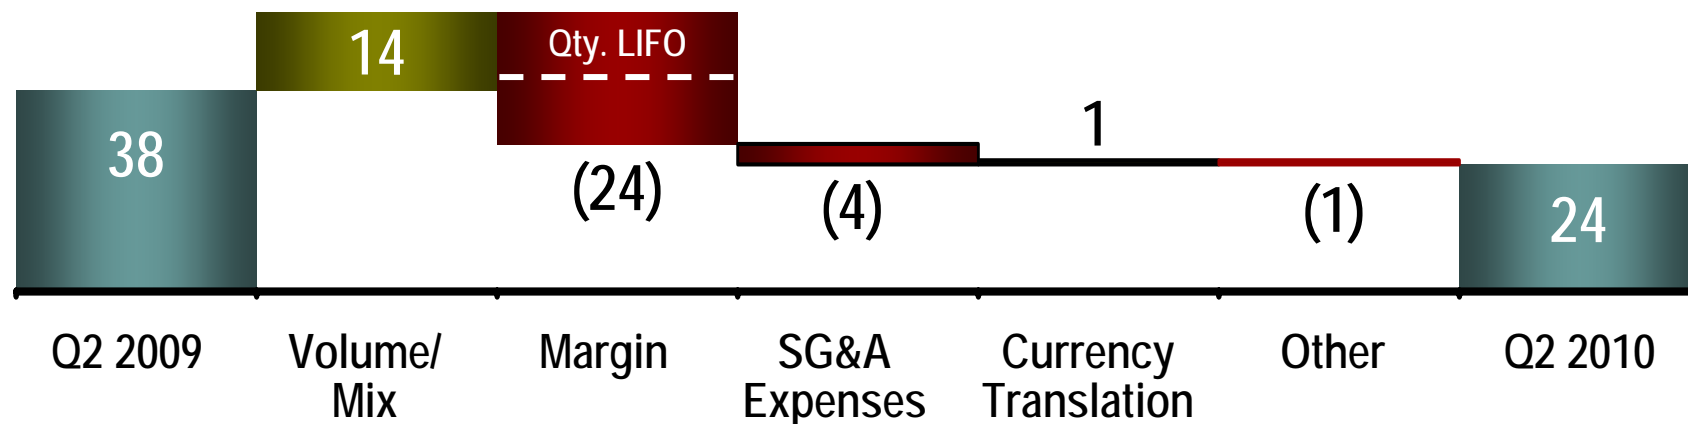 38
14
Qty. LIFO
(24)
(4)
1
(1)
24
Q2 2009
Volume/
Mix
Margin
SG&A
Expenses
Currency
Translation
Other
Q2 2010